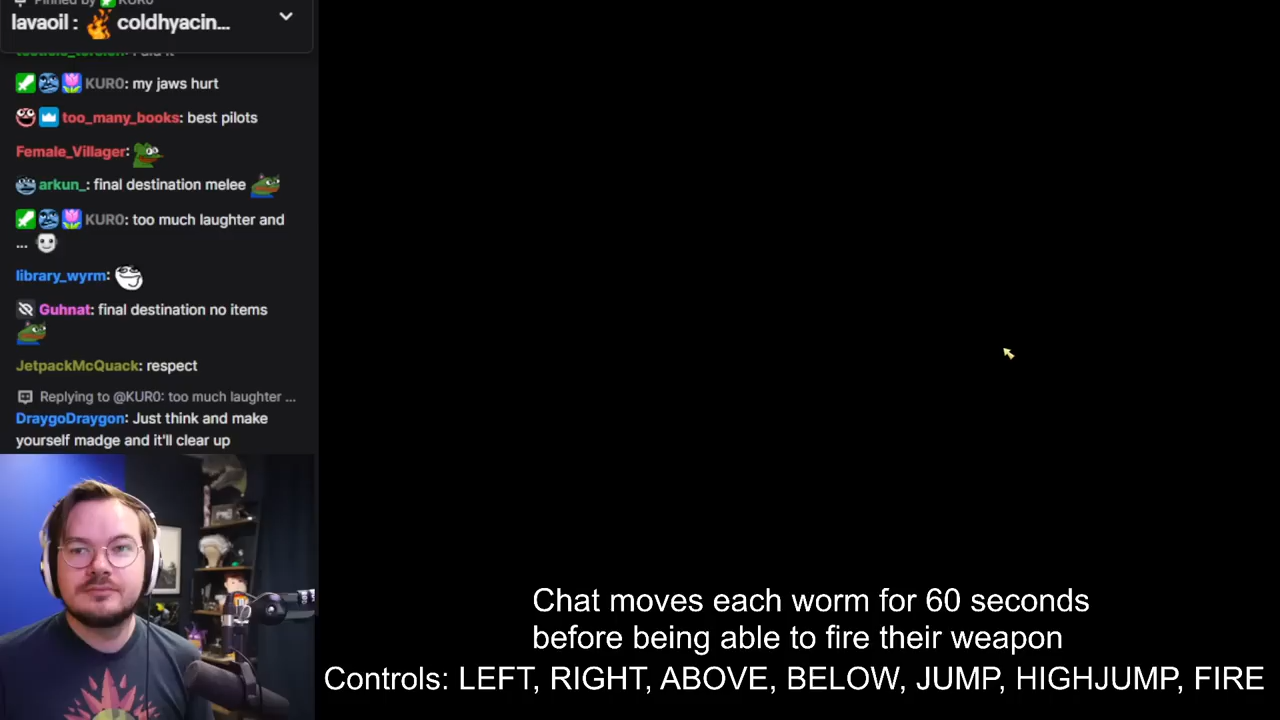 lavaoil : coldhyacin...
KUR0: my jaws hurt
too_many_books: best pilots
Female_Villager:
arkun_: final destination melee
KUR0: too much laughter and
...
library_wyrm:
Guhnat: final destination no items
JetpackMcQuack: respect
Replying to @KUR0: too much laughter ...
DraygoDraygon: Just think and make
yourself madge and it'll clear up
Chat moves each worm for 60 seconds
before being able to fire their weapon
Controls: LEFT, RIGHT, ABOVE, BELOW, JUMP, HIGHJUMP, FIRE